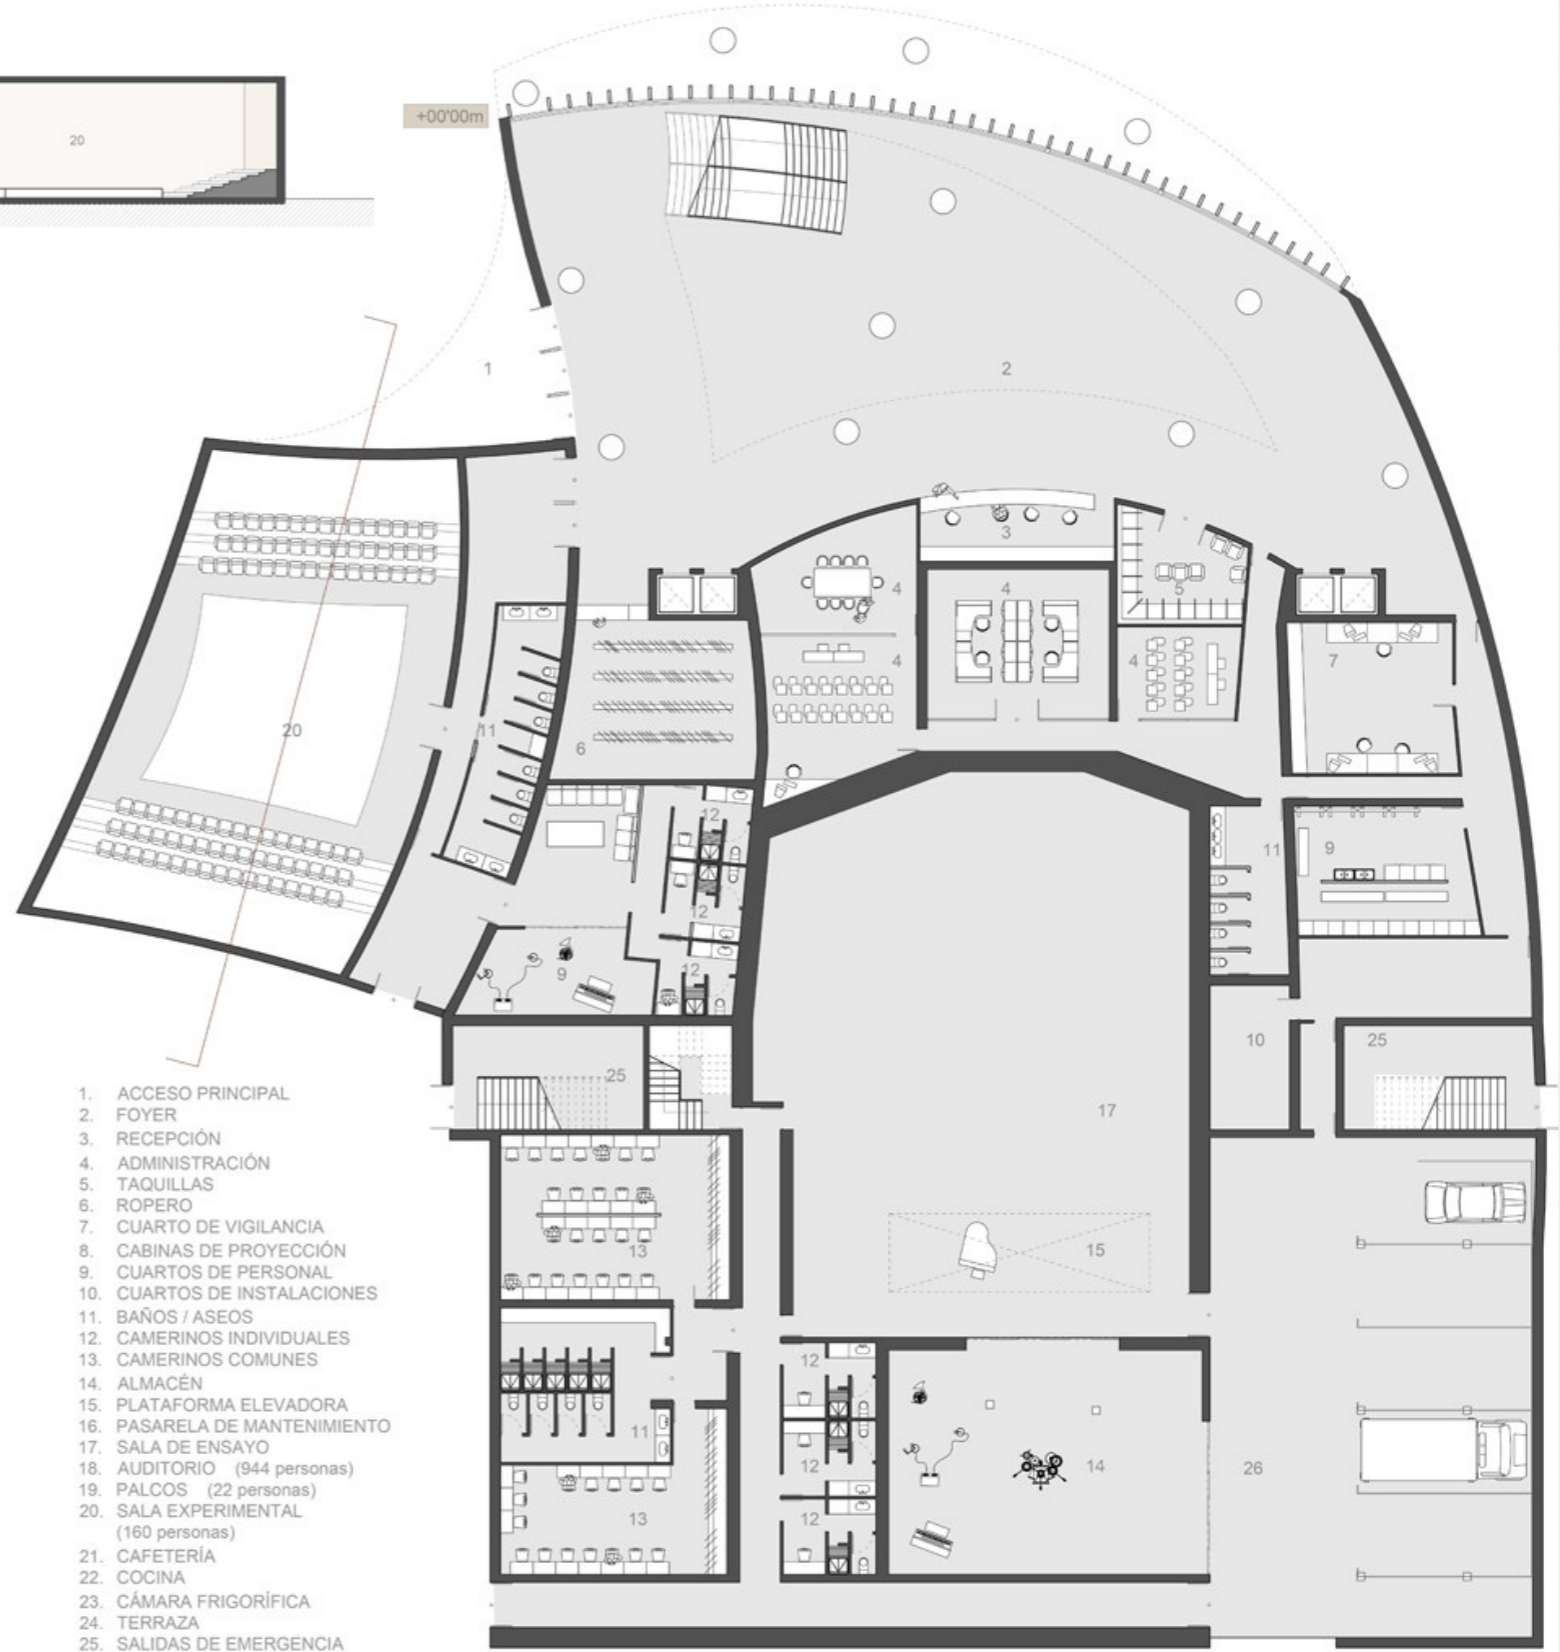 20
+00'00m
1
2
3
4
4
5
4
4
7
20
11
6
12
11
9
12
9
12
10
25
25
17
15
13
12
11
12
14
26
13
12
1. ACCESO PRINCIPAL
2. FOYER
3. RECEPCIÓN
4. ADMINISTRACIÓN
5. TAQUILLAS
6. ROPERO
7. CUARTO DE VIGILANCIA
8. CABINAS DE PROYECCIÓN
9. CUARTOS DE PERSONAL
10. CUARTOS DE INSTALACIONES
11. BAÑOS / ASEOS
12. CAMERINOS INDIVIDUALES
13. CAMERINOS COMUNES
14. ALMACÉN
15. PLATAFORMA ELEVADORA
16. PASARELA DE MANTENIMIENTO
17. SALA DE ENSAYO
18. AUDITORIO (944 personas)
19. PALCOS (22 personas)
20. SALA EXPERIMENTAL
(160 personas)
21. CAFETERÍA
22. COCINA
23. CÁMARA FRIGORÍFICA
24. TERRAZA
25. SALIDAS DE EMERGENCIA